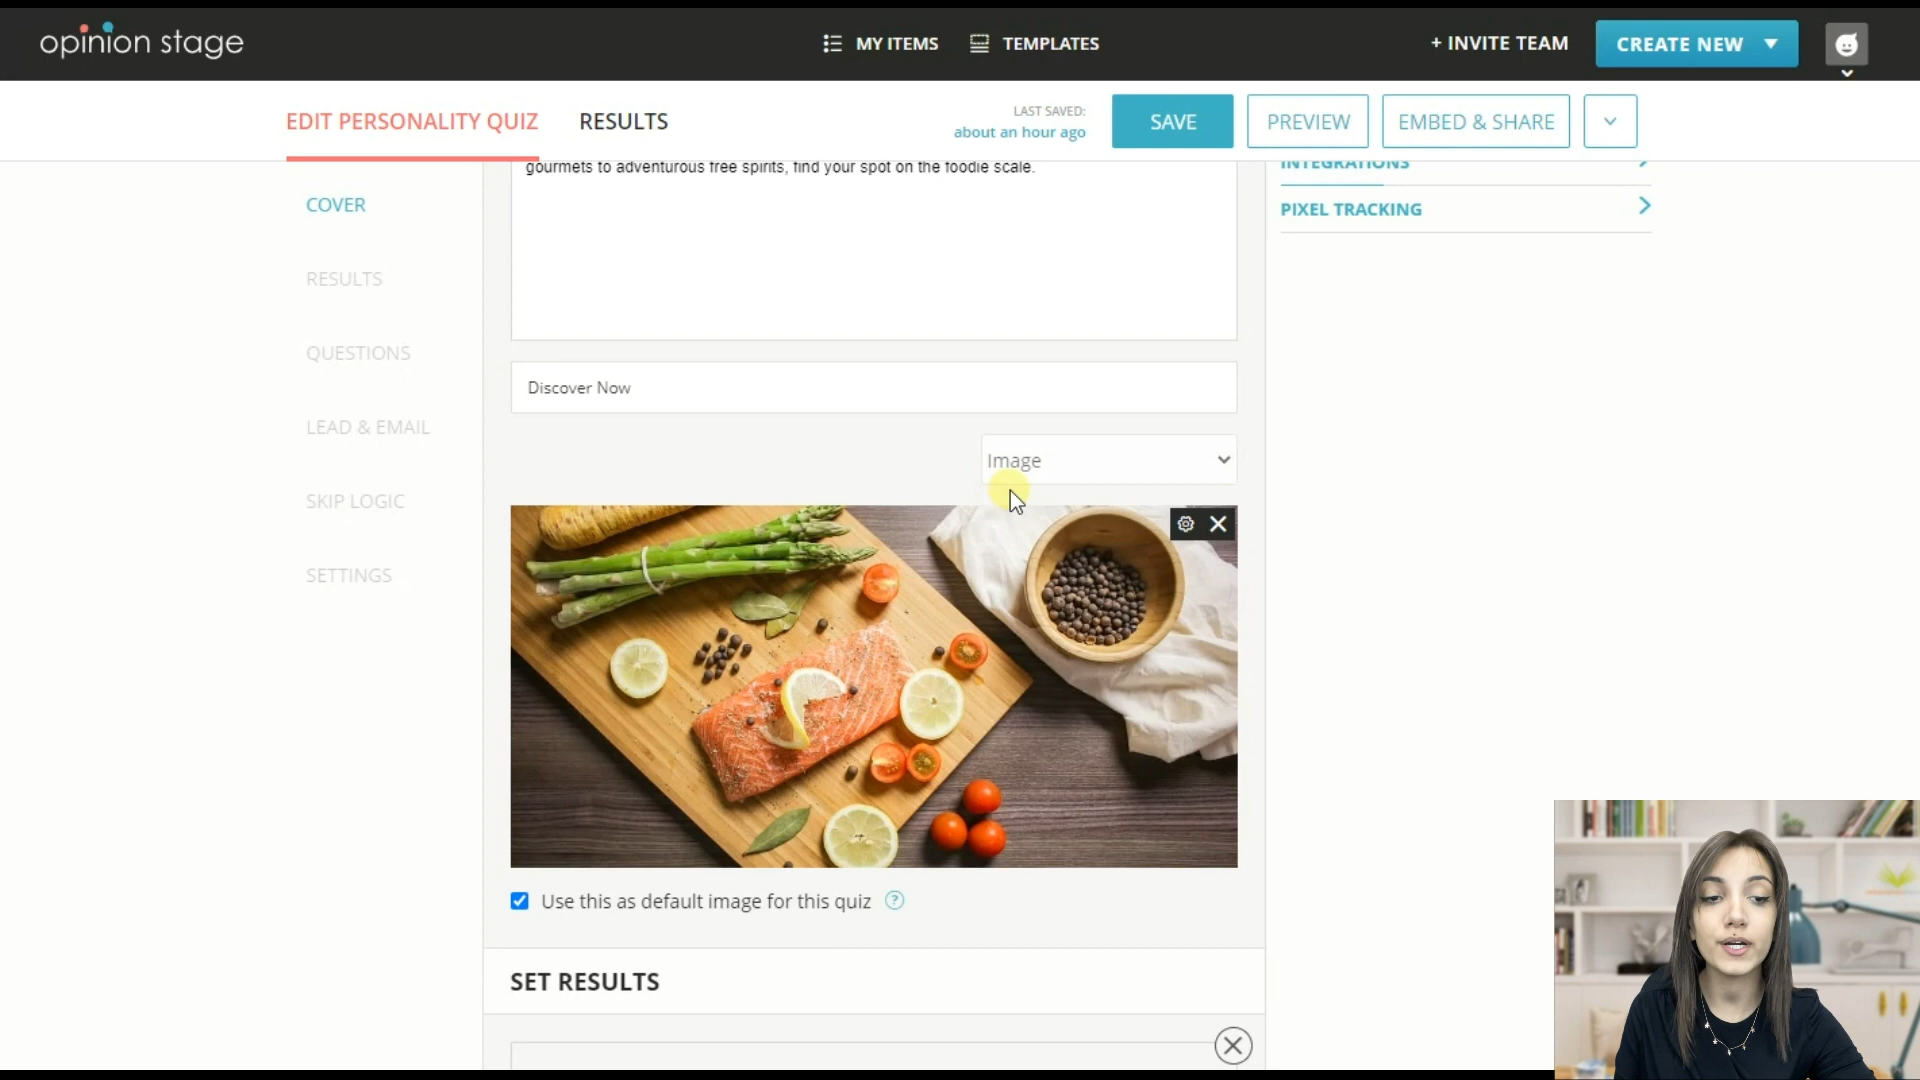 opinion stage
MY ITEMS
TEMPLATES
+ INVITE TEAM
CREATE NEW
EDIT PERSONALITY QUIZ
RESULTS
LAST SAVED:
about an hour ago
SAVE
PREVIEW
EMBED & SHARE
gourmets to adventurous free spirits, find your spot on the foodie scale.
INTEGRATIONS
PIXEL TRACKING
COVER
RESULTS
QUESTIONS
LEAD & EMAIL
SKIP LOGIC
SETTINGS
Discover Now
Image
Use this as default image for this quiz ?
SET RESULTS